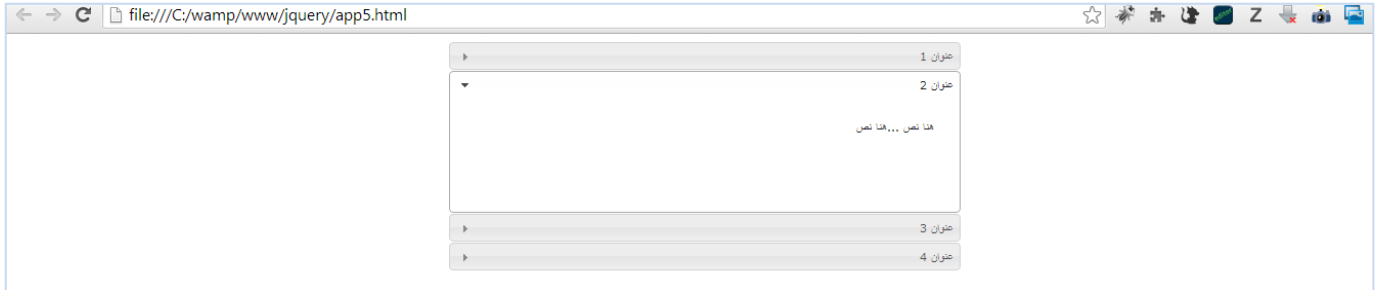 file:///C:/wamp/www/jquery/app5.html
عنوان 1
عنوان 2
هنا نص ...هنا نص
عنوان 3
عنوان 4